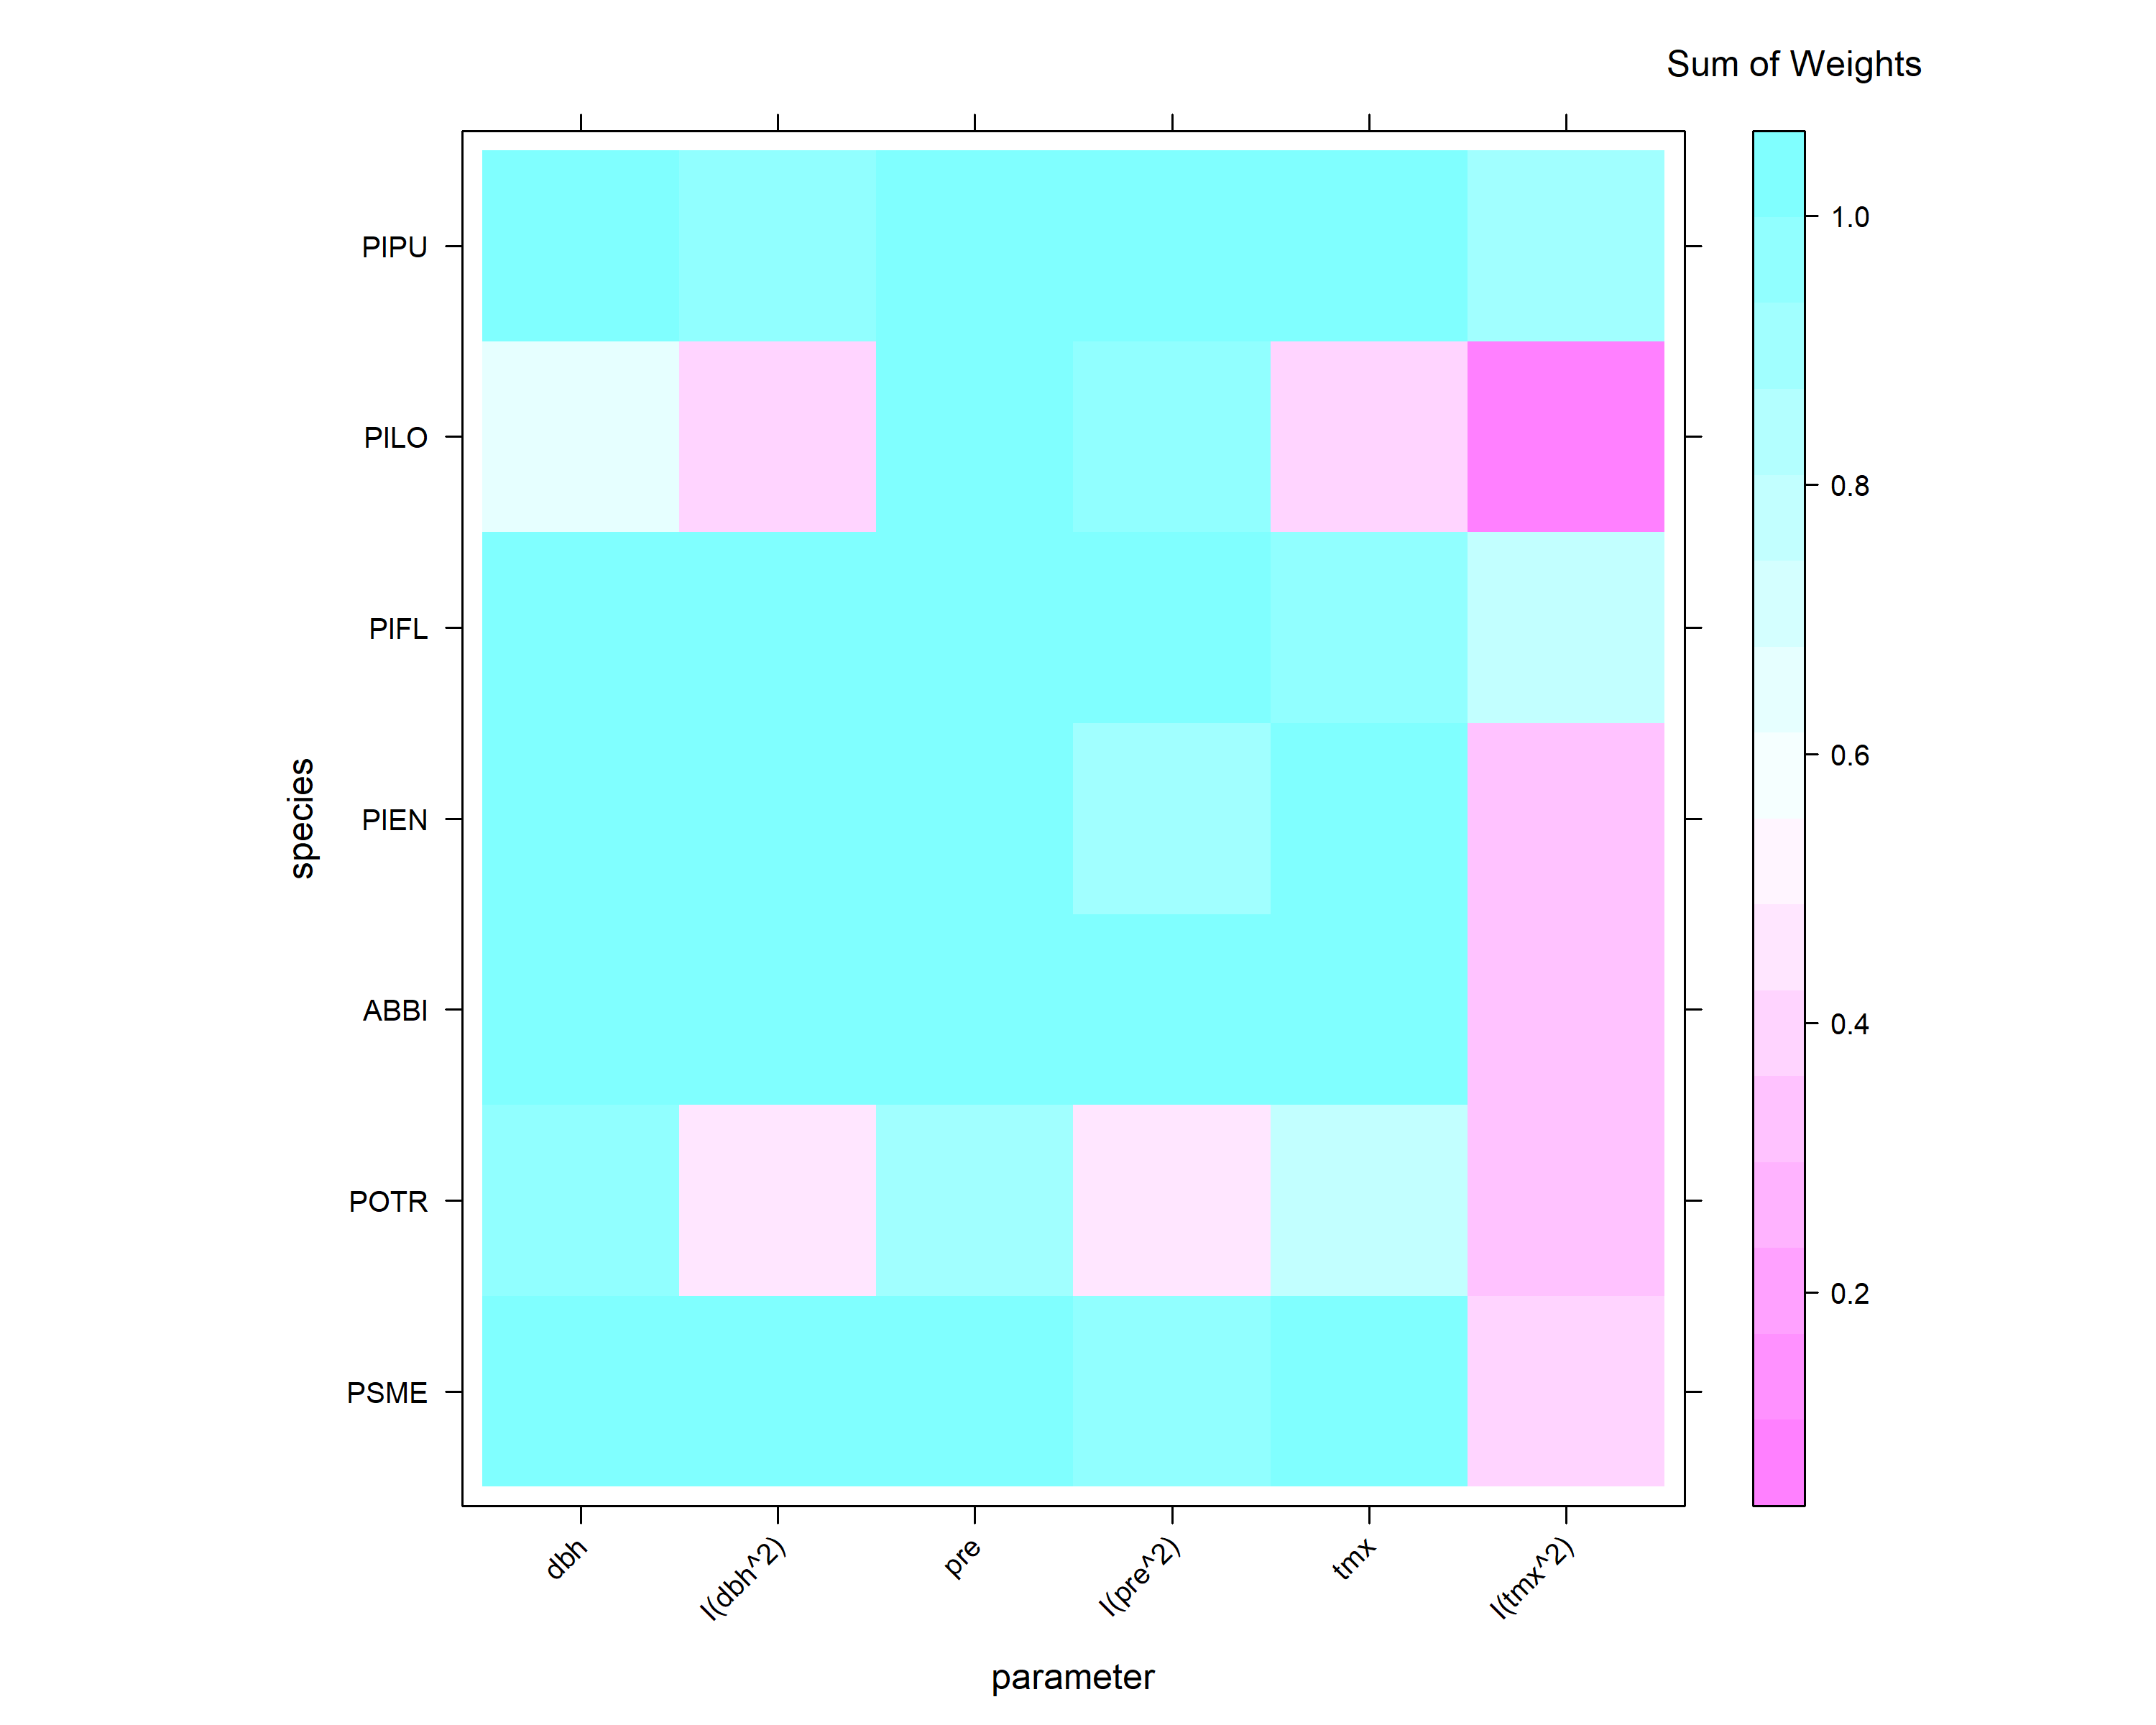 Sum of Weights
PIPU
PILO
PIFL
PIEN
ABBI
POTR
PSME
species
1.0
0.8
0.6
0.4
0.2
dbh
I(dbh^2)
pre
I(pre^2)
tmx
I(tmx^2)
parameter